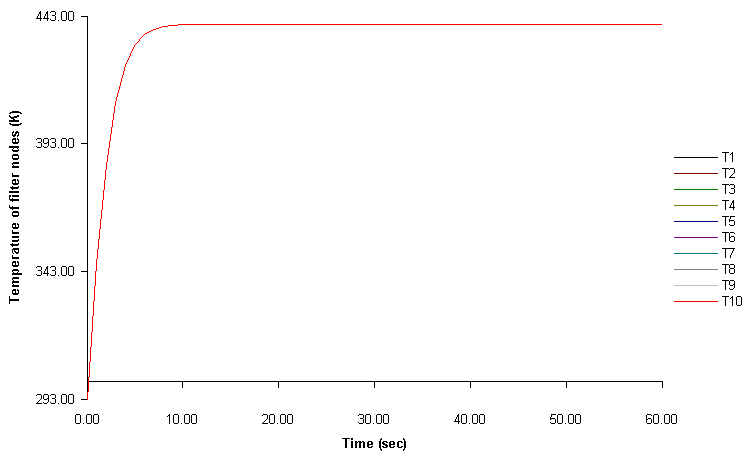 443.00
393.00
343.00
293.00
Temperature of filter nodes (K)
0.00 10.00 20.00 30.00 40.00 50.00 60.00
Time (sec)
T1
T2
T3
T4
T5
T6
T7
T8
T9
T10